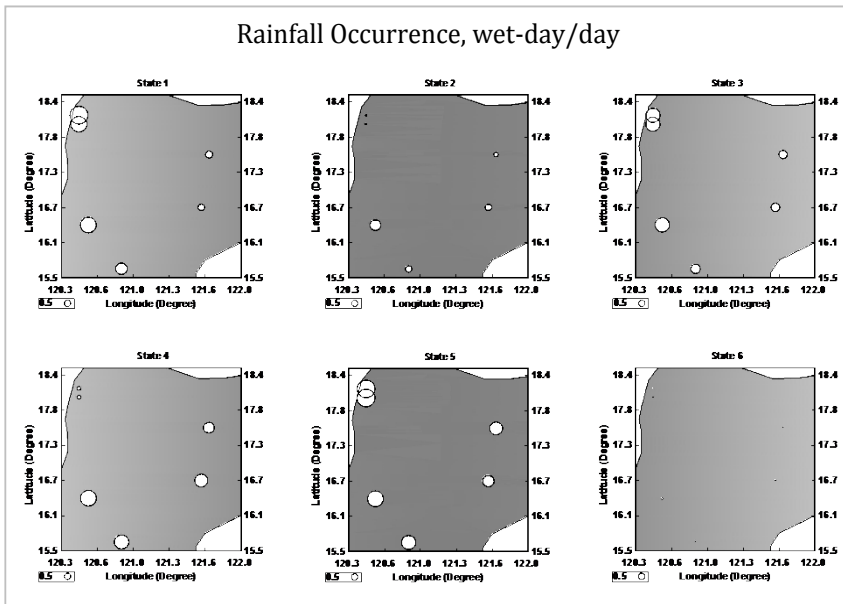 Rainfall Occurrence, wet-day/day
State 1
State 2
State 3
18.4 18.4 18.4 18.4 18.4 18.4
17.8 17.8 17.8 17.8 17.8 17.8
17.3 17.3 17.3 17.3 17.3 17.3
16.7 16.7 16.7 16.7 16.7 16.7
16.1 16.1 16.1 16.1 16.1 16.1
15.5 15.5 15.5 15.5 15.5 15.5
Latitude (Degree) Latitude (Degree) Latitude (Degree)
120.3 120.6 121.0 121.3 121.6 122.0 120.3 120.6 121.0 121.3 121.6 122.0 120.3 120.6 121.0 121.3 121.6 122.0
0.5 Longitude (Degree) 0.5 Longitude (Degree) 0.5 Longitude (Degree)
State 4
State 5
State 6
18.4 18.4 18.4 18.4 18.4 18.4
17.8 17.8 17.8 17.8 17.8 17.8
17.3 17.3 17.3 17.3 17.3 17.3
16.7 16.7 16.7 16.7 16.7 16.7
16.1 16.1 16.1 16.1 16.1 16.1
15.5 15.5 15.5 15.5 15.5 15.5
Latitude (Degree) Latitude (Degree) Latitude (Degree)
120.3 120.6 121.0 121.3 121.6 122.0 120.3 120.6 121.0 121.3 121.6 122.0 120.3 120.6 121.0 121.3 121.6 122.0
0.5 Longitude (Degree) 0.5 Longitude (Degree) 0.5 Longitude (Degree)